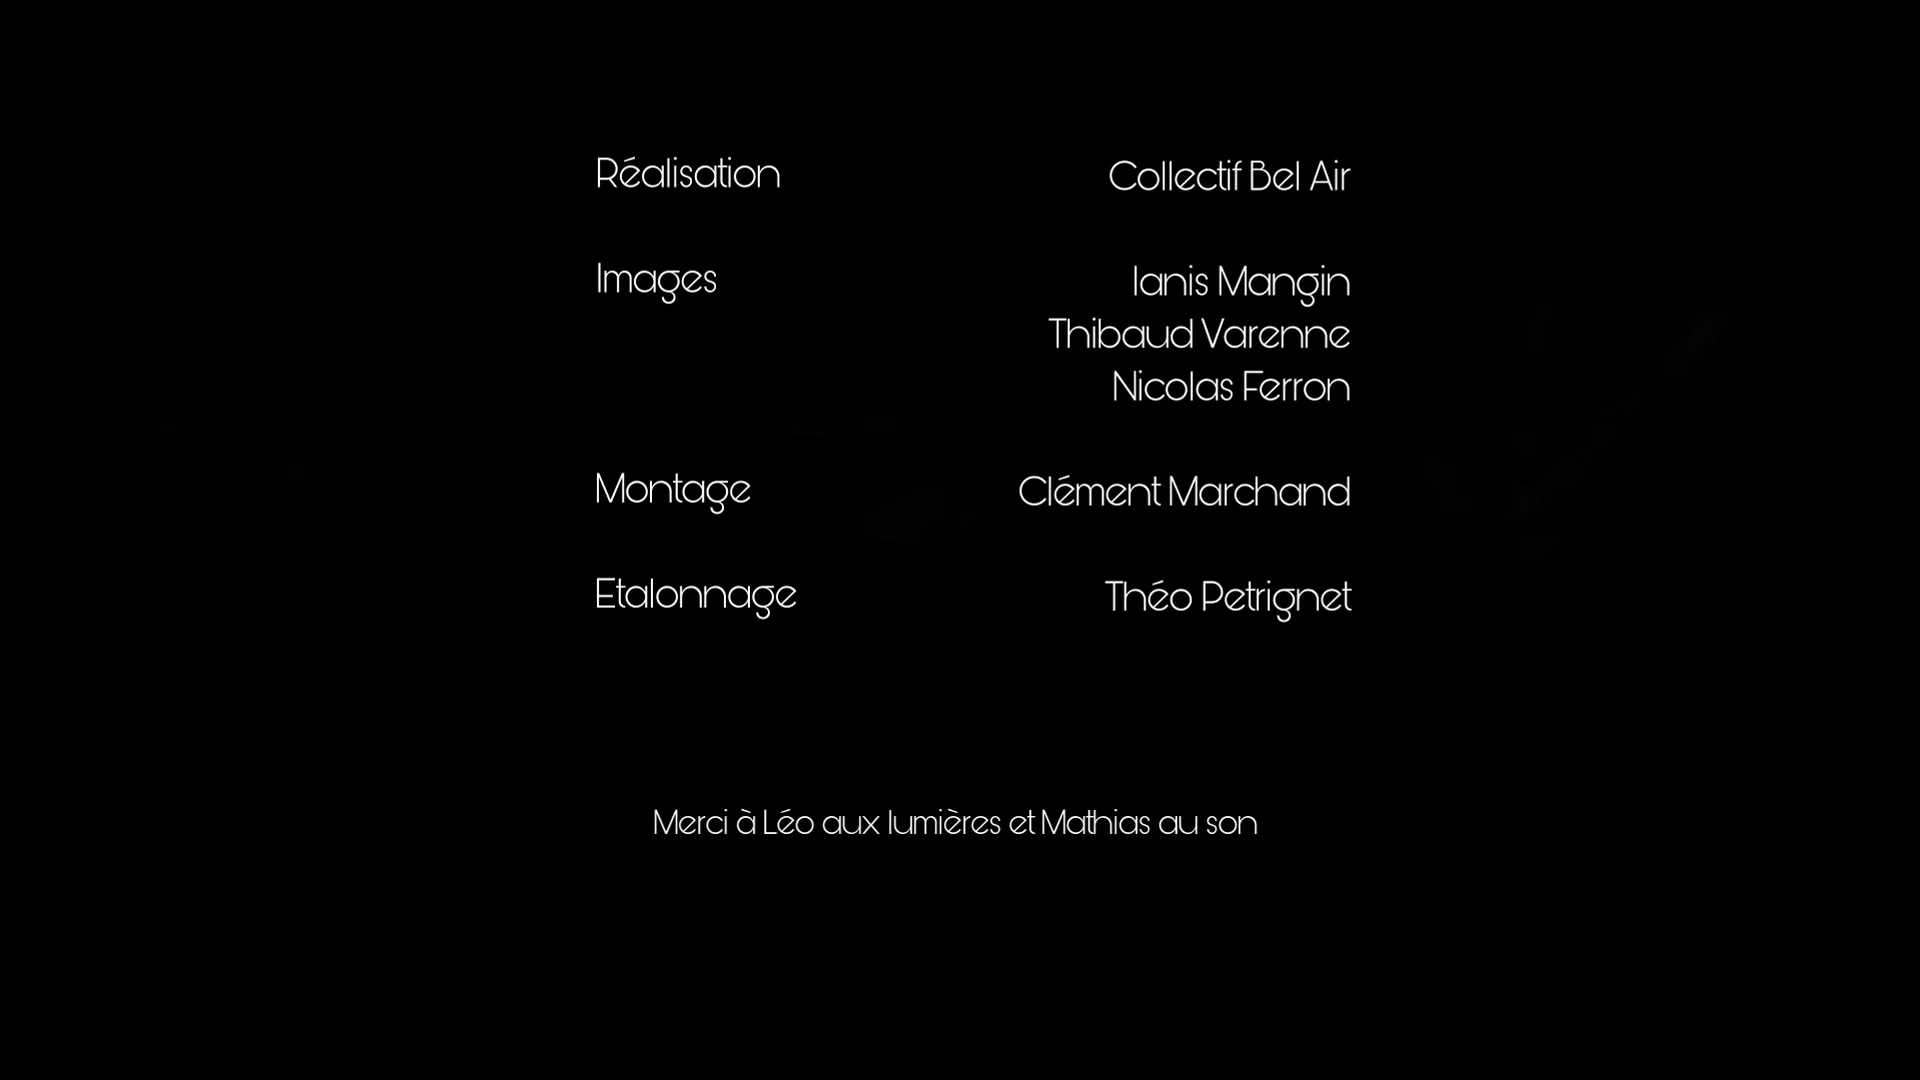 Réalisation Collectif Bel Air
Images Ianis Mangin
Thibaud Varenne
Nicolas Ferron
Montage Clément Marchand
Etalonnage Théo Petrignet
Merci à Léo aux lumières et Mathias au son